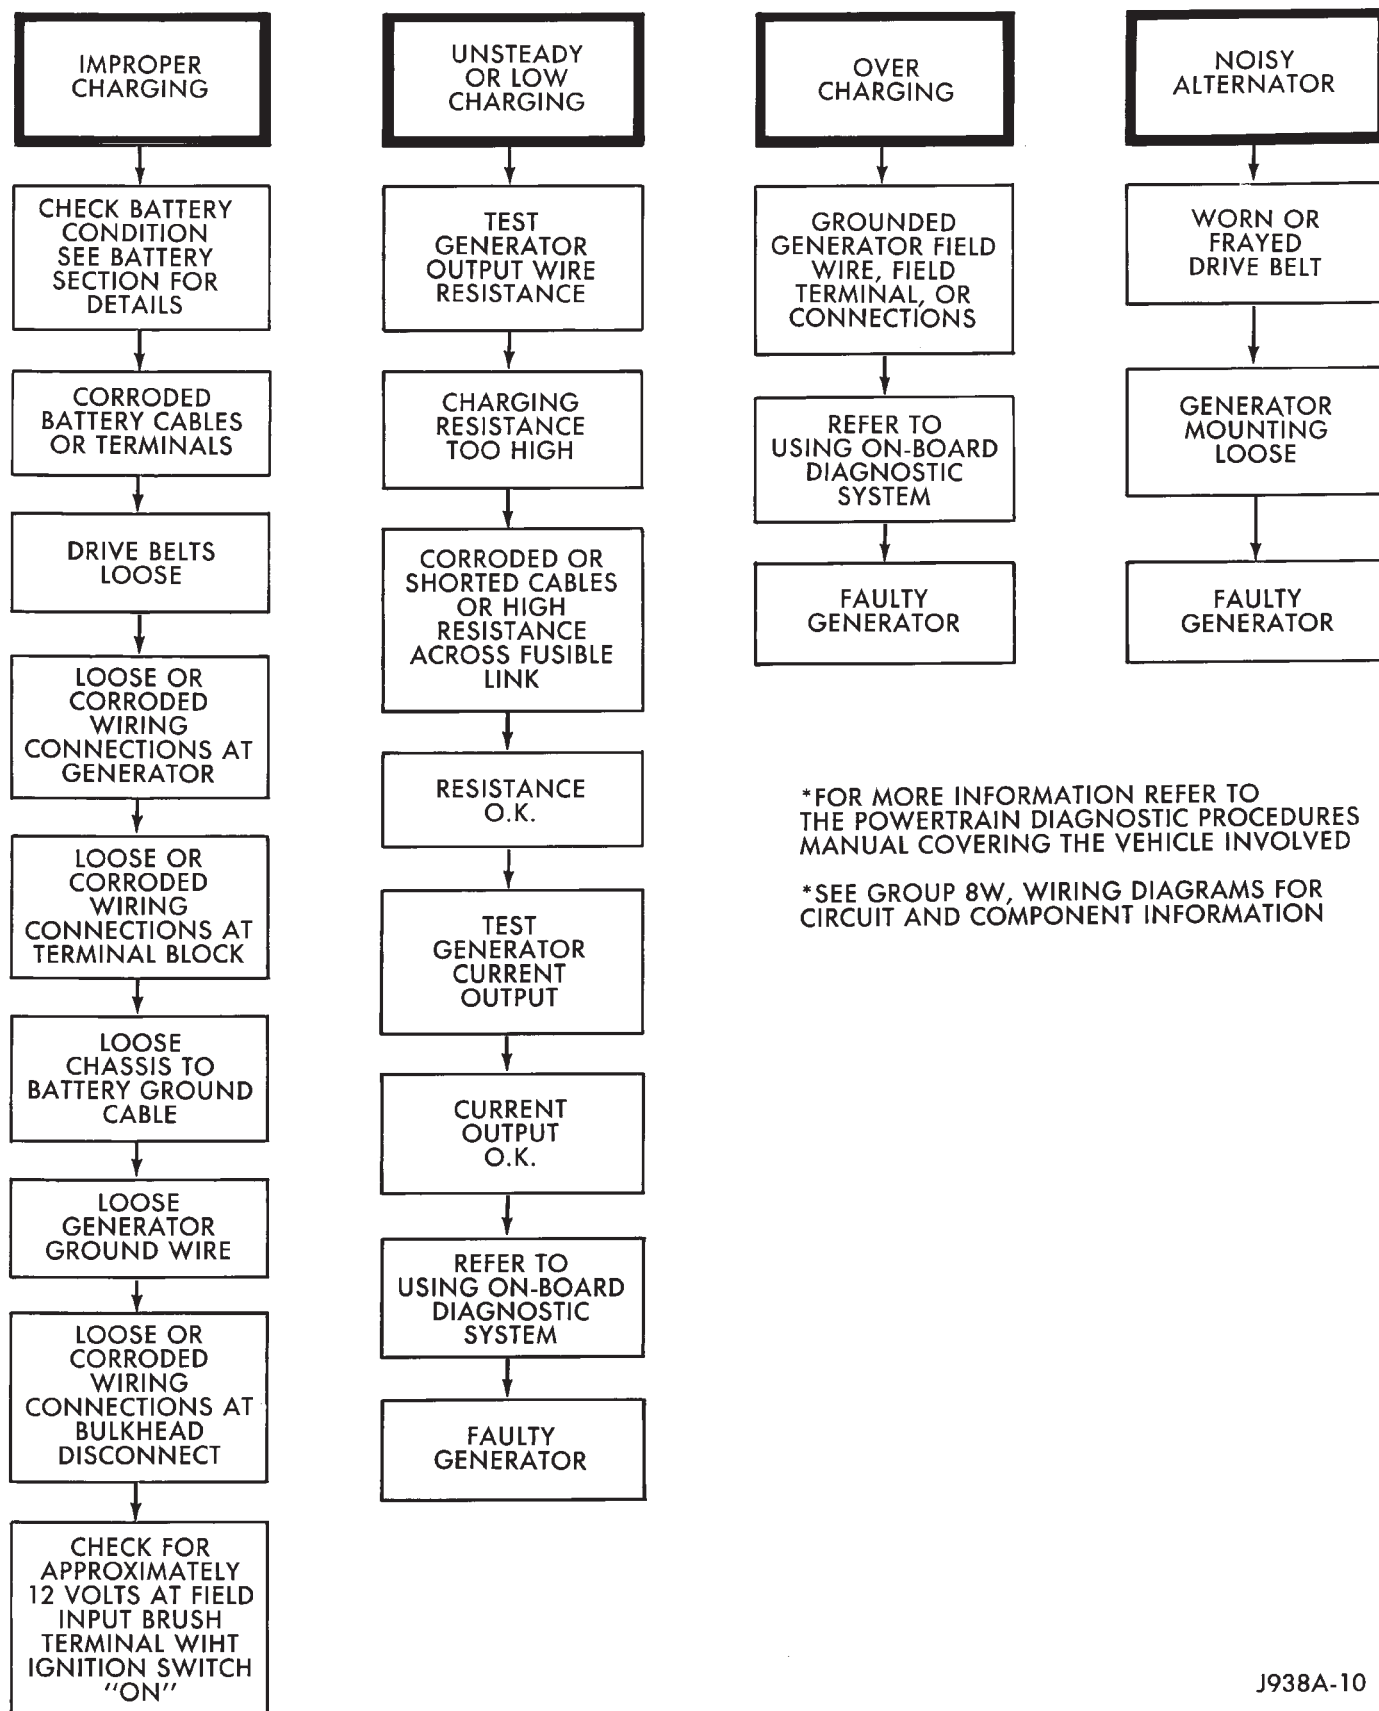 IMPROPER
CHARGING
CHECK BATTERY
CONDITION
SEE BATTERY
SECTION FOR
DETAILS
CORRODED
BATTERY CABLES
OR TERMINALS
DRIVE BELTS
LOOSE
LOOSE OR
CORRODED
WIRING
CONNECTIONS AT
GENERATOR
LOOSE OR
CORRODED
WIRING
CONNECTIONS AT
TERMINAL BLOCK
LOOSE
CHASSIS TO
BATTERY GROUND
CABLE
LOOSE
GENERATOR
GROUND WIRE
LOOSE OR
CORRODED
WIRING
CONNECTIONS AT
BULKHEAD
DISCONNECT
CHECK FOR
APPROXIMATELY
12 VOLTS AT FIELD
INPUT BRUSH
TERMINAL WIHT
IGNITION SWITCH
"ON"
UNSTEADY
OR LOW
CHARGING
TEST
GENERATOR
OUTPUT WIRE
RESISTANCE
CHARGING
RESISTANCE
TOO HIGH
CORRODED OR
SHORTED CABLES
OR HIGH
RESISTANCE
ACROSS FUSIBLE
LINK
RESISTANCE
O.K.
TEST
GENERATOR
CURRENT
OUTPUT
CURRENT
OUTPUT
O.K.
REFER TO
USING ON-BOARD
DIAGNOSTIC
SYSTEM
FAULTY
GENERATOR
OVER
CHARGING
GROUNDED
GENERATOR FIELD
WIRE, FIELD
TERMINAL, OR
CONNECTIONS
REFER TO
USING ON-BOARD
DIAGNOSTIC
SYSTEM
FAULTY
GENERATOR
NOISY
ALTERNATOR
WORN OR
FRAYED
DRIVE BELT
GENERATOR
MOUNTING
LOOSE
FAULTY
GENERATOR
*FOR MORE INFORMATION REFER TO
THE POWERTRAIN DIAGNOSTIC PROCEDURES
MANUAL COVERING THE VEHICLE INVOLVED
*SEE GROUP 8W, WIRING DIAGRAMS FOR
CIRCUIT AND COMPONENT INFORMATION
J938A-10